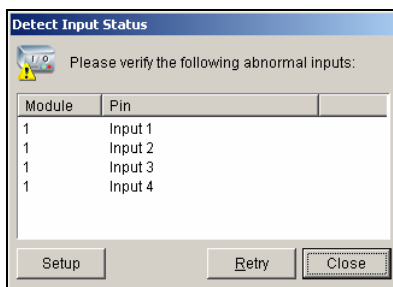 Detect Input Status
I/O
Please verify the following abnormal inputs:
Module Pin
1 Input 1
1 Input 2
1 Input 3
1 Input 4
Setup Retry Close